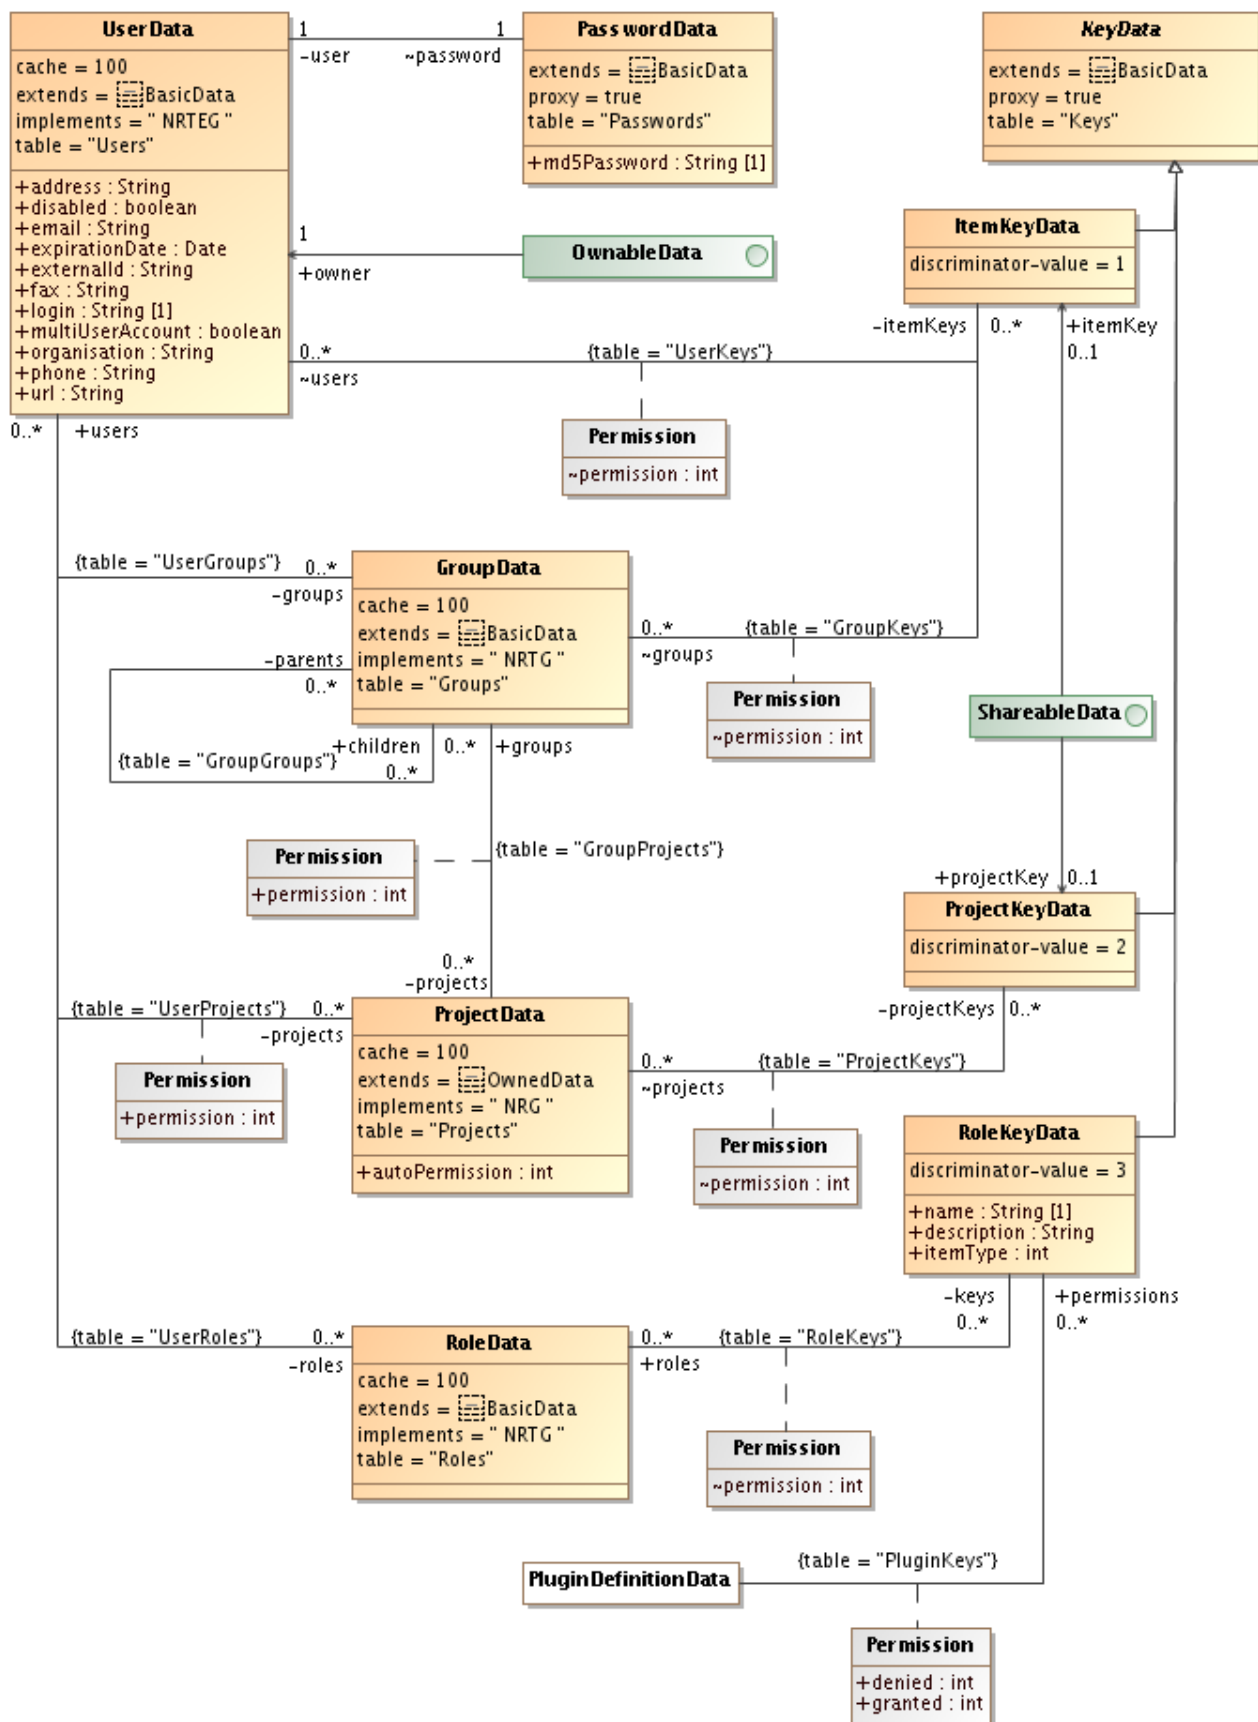 UserData
cache = 100
extends = BasicData
implements = " NRTEG "
table = "Users"
+address : String
+disabled : boolean
+email : String
+expirationDate : Date
+externalId : String
+fax : String
+login : String [1]
+multiUserAccount : boolean
+organisation : String
+phone : String
+url : String
1
-user
1
~password
PasswordData
extends = BasicData
proxy = true
table = "Passwords"
+md5Password : String [1]
KeyData
extends = BasicData
proxy = true
table = "Keys"
1
+owner
OwnableData
ItemKeyData
discriminator-value = 1
-itemKeys
0..*
+itemKey
0..1
0..*
~users
{table = "UserKeys"}
Permission
~permission : int
0..*
+users
{table = "UserGroups"}
0..*
-groups
GroupData
cache = 100
extends = BasicData
implements = " NRTG "
table = "Groups"
0..*
~groups
{table = "GroupKeys"}
Permission
~permission : int
-parents
0..*
+children
0..*
{table = "GroupGroups"}
0..*
+groups
ShareableData
Permission
+permission : int
{table = "GroupProjects"}
+projectKey
0..1
ProjectKeyData
discriminator-value = 2
-projectKeys
0..*
0..*
-projects
{table = "UserProjects"}
0..*
-projects
Permission
+permission : int
ProjectData
cache = 100
extends = OwnedData
implements = " NRG "
table = "Projects"
+autoPermission : int
0..*
~projects
{table = "ProjectKeys"}
Permission
~permission : int
RoleKeyData
discriminator-value = 3
+name : String [1]
+description : String
+itemType : int
-keys
0..*
+permissions
0..*
{table = "UserRoles"}
0..*
-roles
RoleData
cache = 100
extends = BasicData
implements = " NRTG "
table = "Roles"
0..*
+roles
{table = "RoleKeys"}
Permission
~permission : int
PluginDefinitionData
{table = "PluginKeys"}
Permission
+denied : int
+granted : int